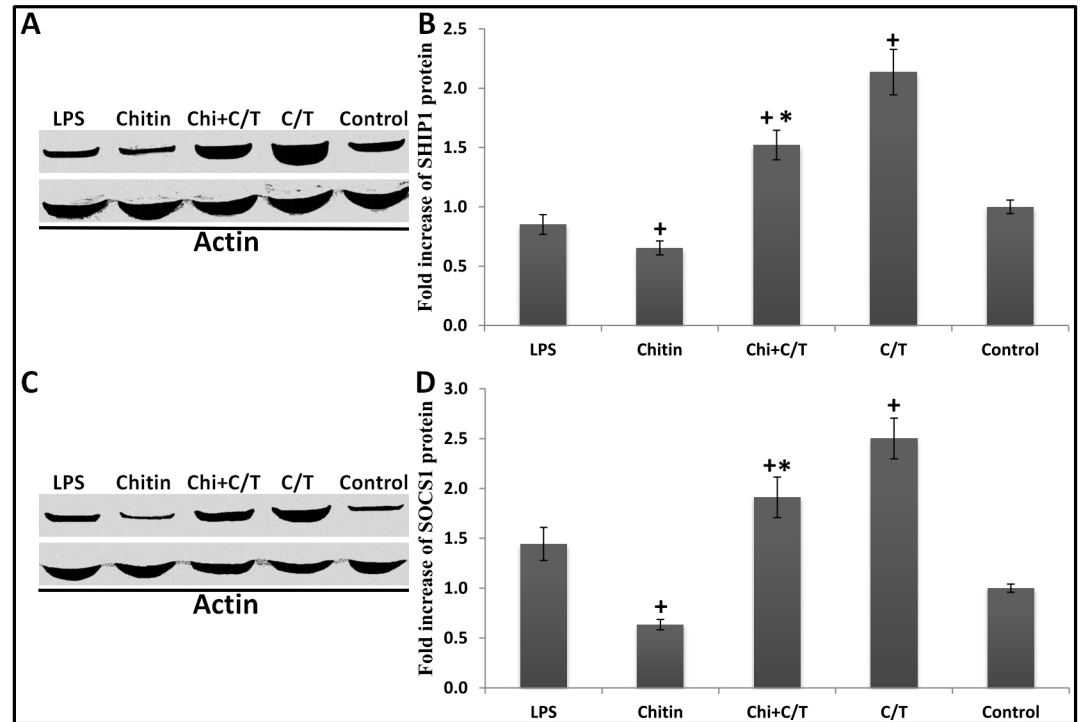 A
LPS Chitin Chi+C/T C/T Control
Actin
B
Fold increase of SHIP1 protein
2.5
2.0
1.5
1.0
0.5
0.0
+
+
+ *
+
LPS Chitin Chi+C/T C/T Control
C
LPS Chitin Chi+C/T C/T Control
Actin
D
Fold increase of SOCS1 protein
3.0
2.5
2.0
1.5
1.0
0.5
0.0
+
+*
+
LPS Chitin Chi+C/T C/T Control